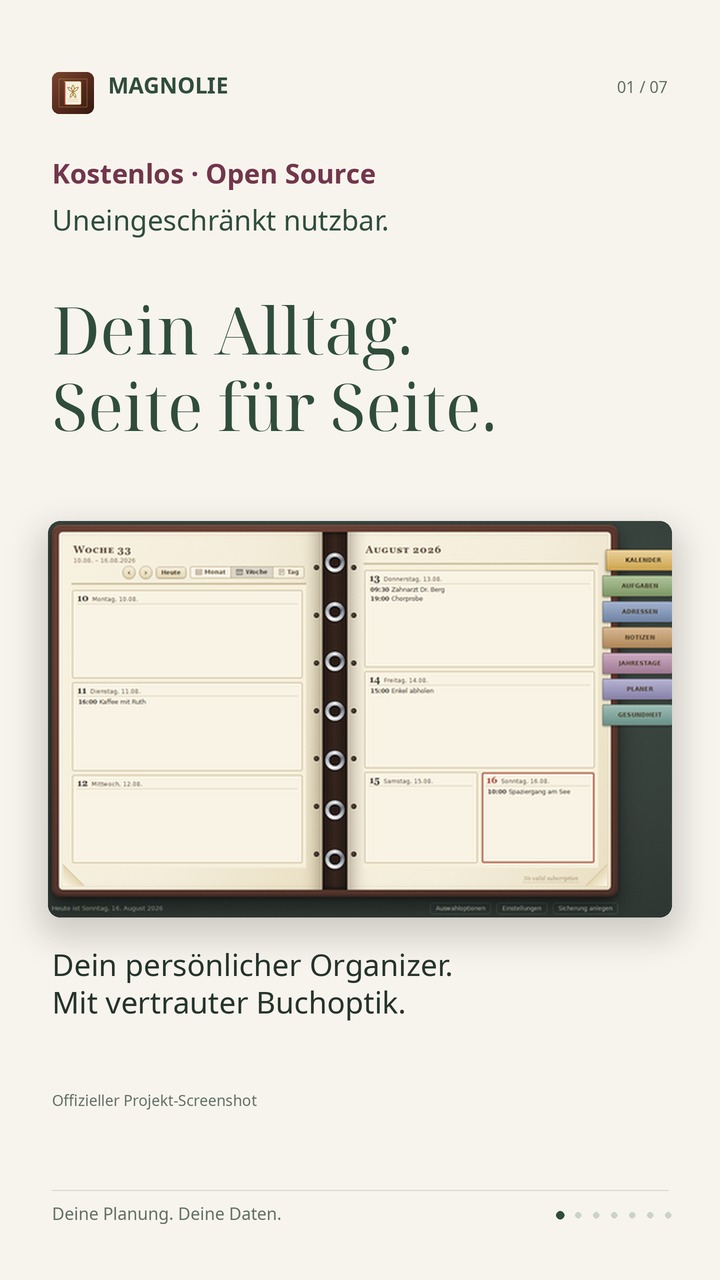 MAGNOLIE
01 / 07
Kostenlos · Open Source
Uneingeschränkt nutzbar.
Dein Alltag.
Seite für Seite.
Woche 33
10.08. – 16.08.2026
‹ › Heute Monat Woche Tag
10 Montag, 10.08.
11 Dienstag, 11.08.
16:00 Kaffee mit Ruth
12 Mittwoch, 12.08.
August 2026
13 Donnerstag, 13.08.
09:30 Zahnarzt Dr. Berg
19:00 Chorprobe
14 Freitag, 14.08.
15:00 Enkel abholen
15 Samstag, 15.08.
16 Sonntag, 16.08.
10:00 Spaziergang am See
No valid subscription
KALENDER
AUFGABEN
ADRESSEN
NOTIZEN
JAHRESTAGE
PLANER
GESUNDHEIT
Heute ist Sonntag, 16. August 2026
Auswahloptionen Einstellungen Sicherung anlegen
Dein persönlicher Organizer.
Mit vertrauter Buchoptik.
Offizieller Projekt-Screenshot
Deine Planung. Deine Daten.